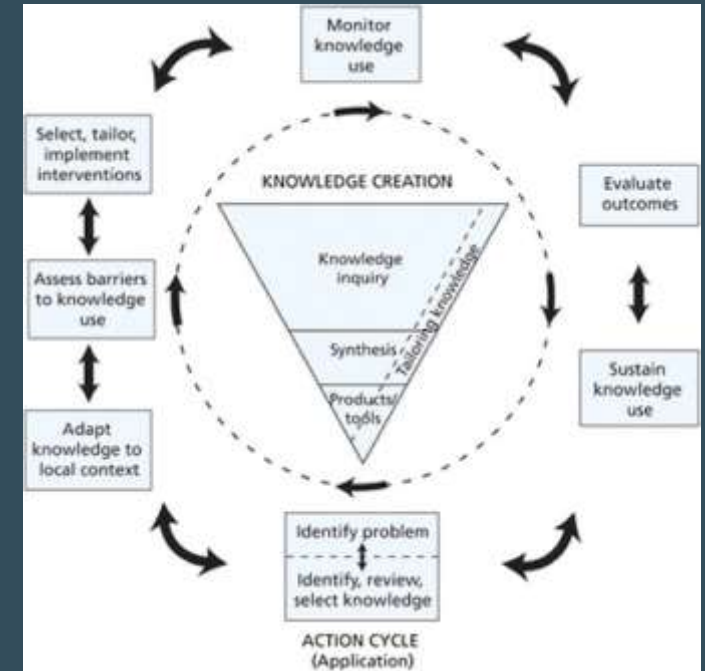 Monitor
knowledge
use
Select, tailor,
implement
interventions
KNOWLEDGE CREATION
Evaluate
outcomes
Knowledge
inquiry
Tailoring knowledge
Assess barriers
to knowledge
use
Synthesis
Products/
tools
Sustain
knowledge
use
Adapt
knowledge to
local context
Identify problem
Identify, review,
select knowledge
ACTION CYCLE
(Application)